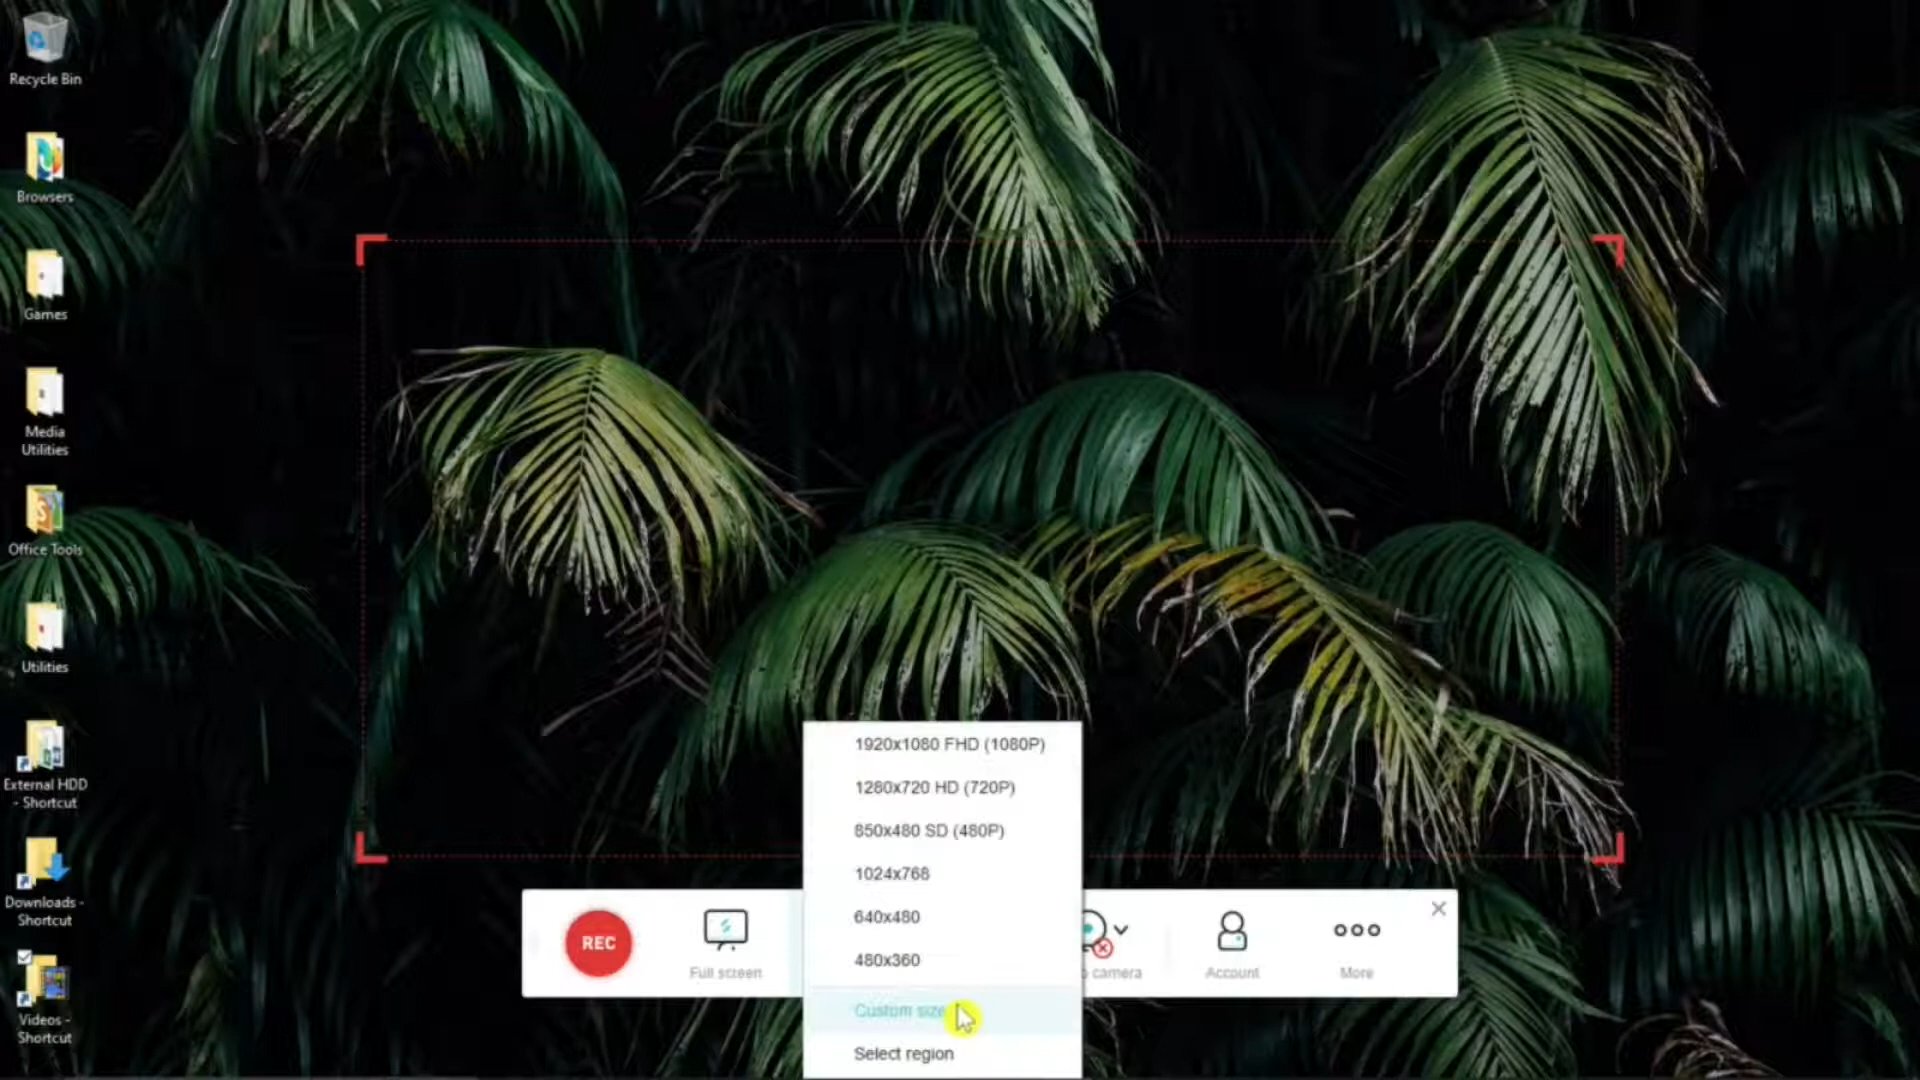 Recycle Bin
Browsers
Games
Media
Utilities
Office Tools
Utilities
External HDD
- Shortcut
Downloads -
Shortcut
Videos -
Shortcut
1920x1080 FHD (1080P)
1280x720 HD (720P)
850x480 SD (480P)
1024x768
640x480
480x360
Custom size
Select region
REC
Full screen
camera
Account
More